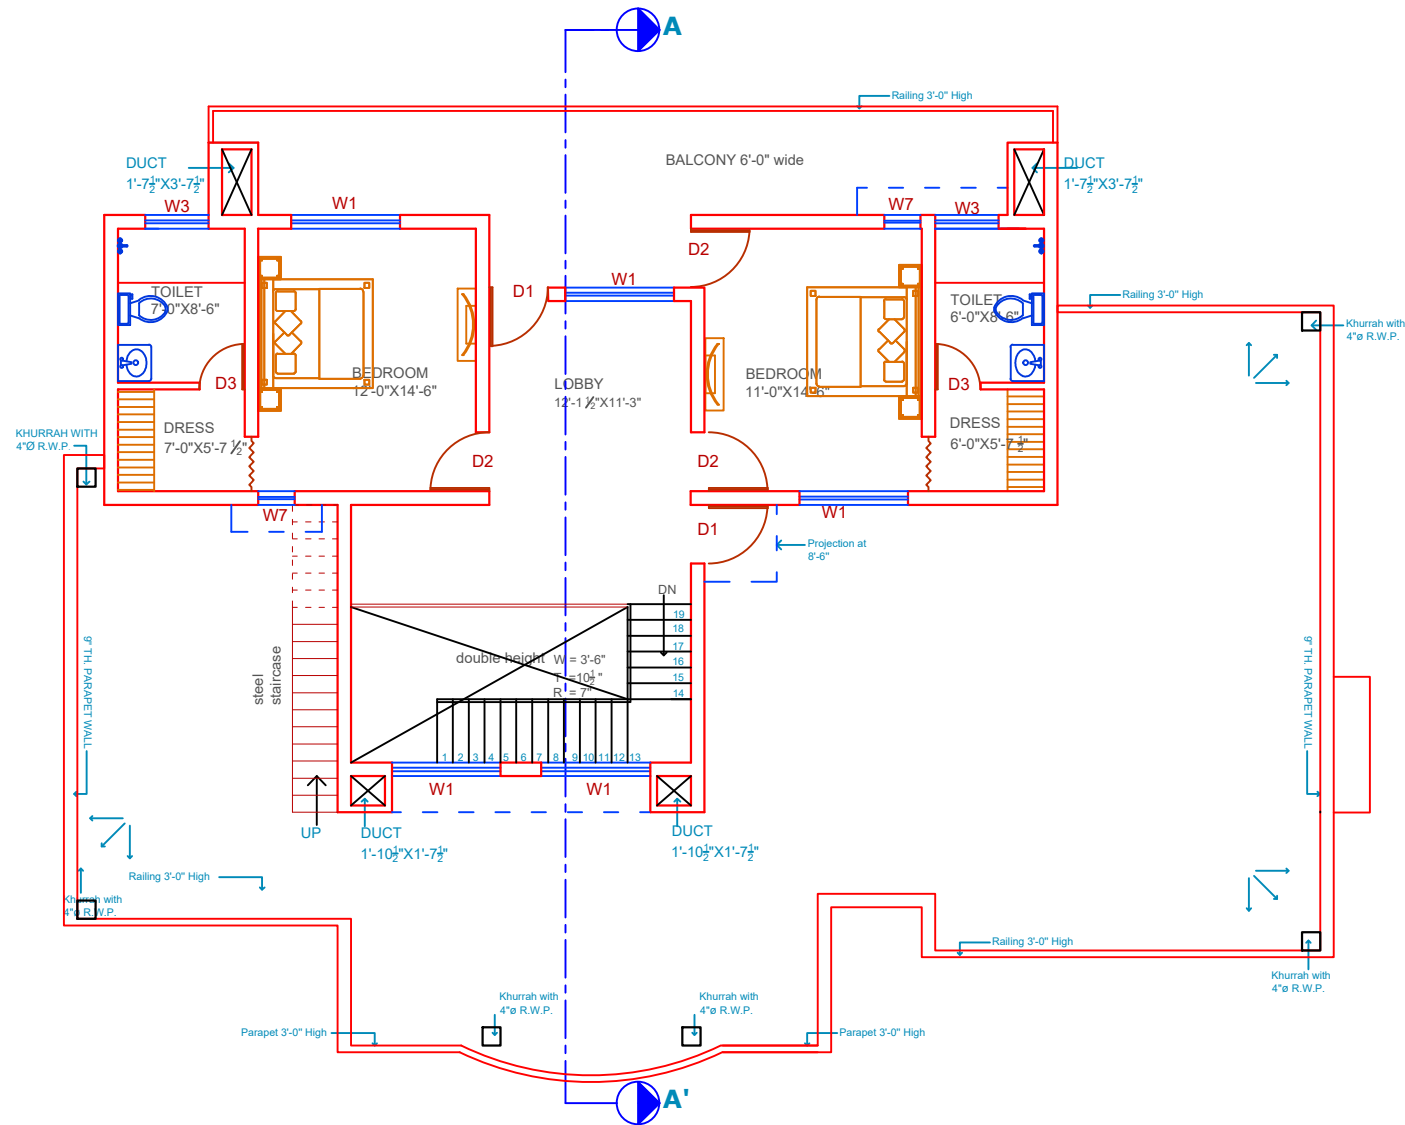 A
Railing 3'-0" High
BALCONY 6'-0" wide
DUCT
1'-7½"X3'-7½"
DUCT
1'-7½"X3'-7½"
W3
W1
W7
W3
D2
D1
W1
TOILET
7'-0"X8'-6"
TOILET
6'-0"X8'-6"
Railing 3'-0" High
Khurrah with
4"ø R.W.P.
BEDROOM
12'-0"X14'-6"
LOBBY
12'-1 ½"X11'-3"
BEDROOM
11'-0"X14'-6"
D3
D3
DRESS
7'-0"X5'-7 ½"
DRESS
6'-0"X5'-7 ½"
KHURRAH WITH
4"Ø R.W.P.
D2
D2
W7
W1
D1
Projection at
8'-6"
DN
19
18
17
16
15
14
double height
W = 3'-6"
T =10½"
R = 7"
steel
staircase
9" TH. PARAPET WALL
9" TH. PARAPET WALL
1 2 3 4 5 6 7 8 9 10 11 12 13
W1
W1
UP
DUCT
1'-10½"X1'-7½"
DUCT
1'-10½"X1'-7½"
Railing 3'-0" High
Khurrah with
4"ø R.W.P.
Railing 3'-0" High
Khurrah with
4"ø R.W.P.
Khurrah with
4"ø R.W.P.
Khurrah with
4"ø R.W.P.
Parapet 3'-0" High
Parapet 3'-0" High
A'